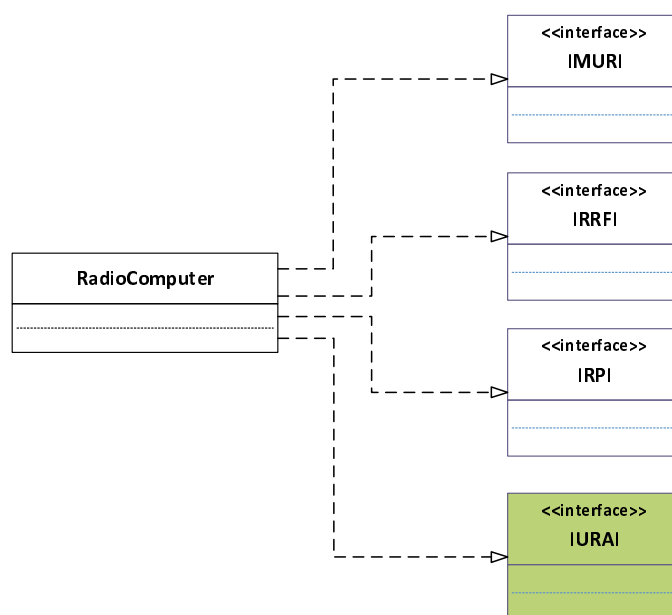 <<interface>>
IMURI
<<interface>>
IRRFI
RadioComputer
<<interface>>
IRPI
<<interface>>
IURAI